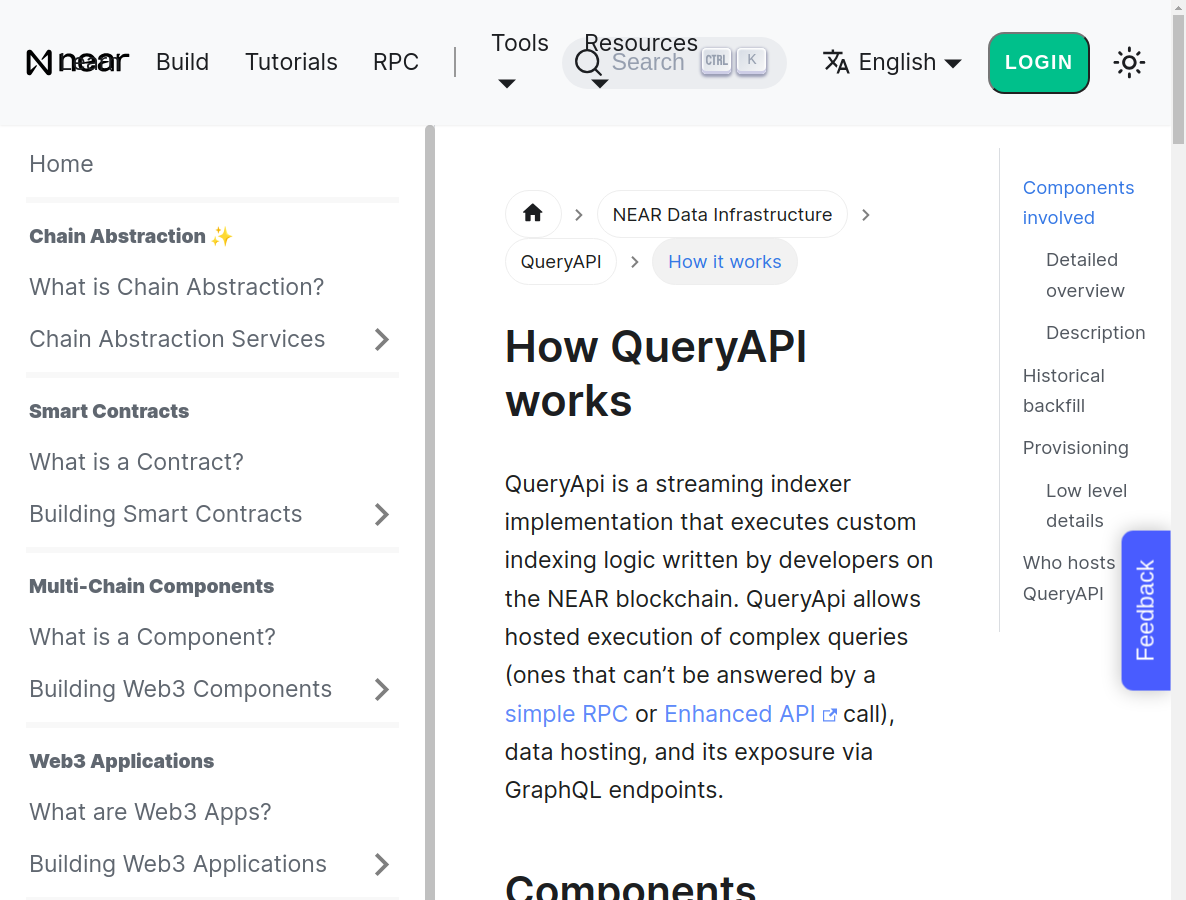 near
Learn
Build
Tutorials
RPC
Tools
Resources
Search
CTRL
K
English
LOGIN
Home
Chain Abstraction ✨
What is Chain Abstraction?
Chain Abstraction Services
Smart Contracts
What is a Contract?
Building Smart Contracts
Multi-Chain Components
What is a Component?
Building Web3 Components
Web3 Applications
What are Web3 Apps?
Building Web3 Applications
NEAR Data Infrastructure
QueryAPI
How it works
How QueryAPI
works
QueryApi is a streaming indexer
implementation that executes custom
indexing logic written by developers on
the NEAR blockchain. QueryApi allows
hosted execution of complex queries
(ones that can’t be answered by a
simple RPC or Enhanced API call),
data hosting, and its exposure via
GraphQL endpoints.
Components
Components
involved
Detailed
overview
Description
Historical
backfill
Provisioning
Low level
details
Who hosts
QueryAPI
Feedback